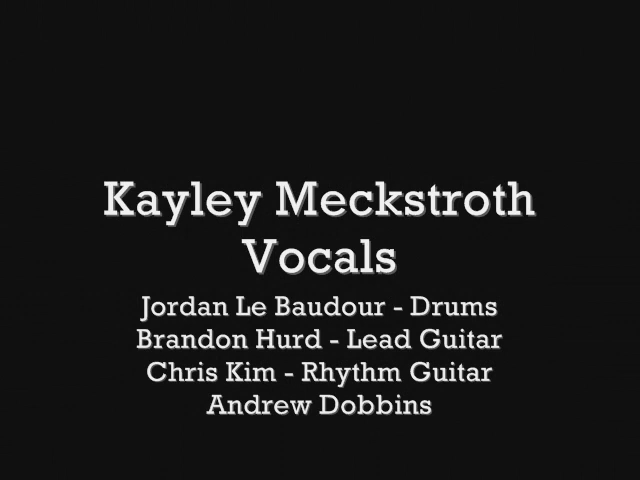 Kayley Meckstroth
Vocals
Jordan Le Baudour - Drums
Brandon Hurd - Lead Guitar
Chris Kim - Rhythm Guitar
Andrew Dobbins